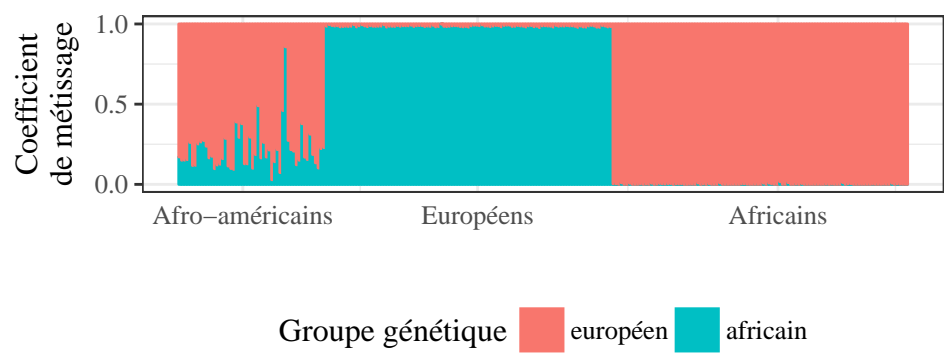 Coefficient
de métissage
1.0
0.5
0.0
Afro−américains Européens Africains
Groupe génétique européen africain